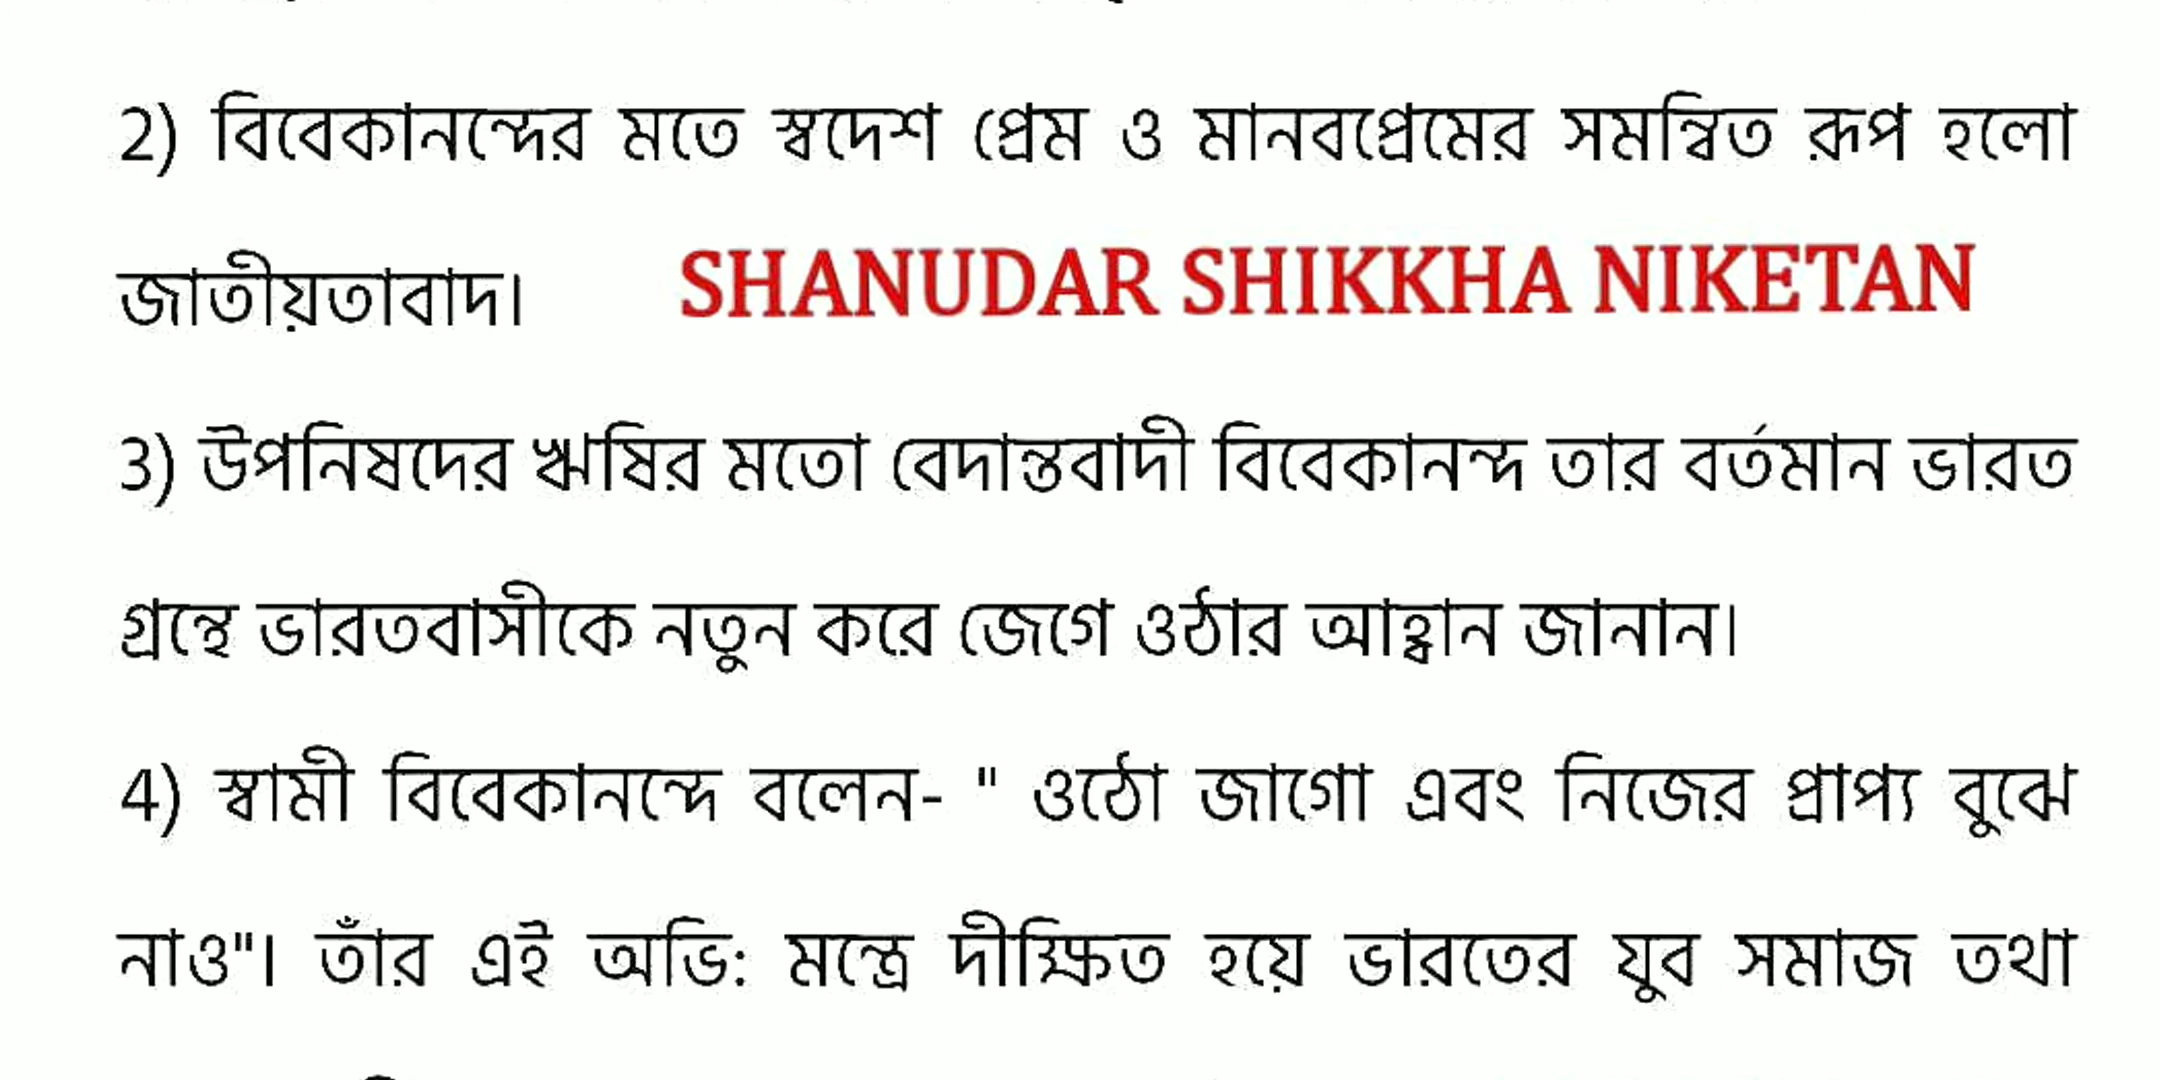 2) বিবেকানন্দের মতে স্বদেশ প্রেম ও মানবপ্রেমের সমন্বিত রূপ হলো
জাতীয়তাবাদ। SHANUDAR SHIKKHA NIKETAN
3) উপনিষদের ঋষির মতো বেদান্তবাদী বিবেকানন্দ তার বর্তমান ভারত
গ্রন্থে ভারতবাসীকে নতুন করে জেগে ওঠার আহ্বান জানান।
4) স্বামী বিবেকানন্দে বলেন- " ওঠো জাগো এবং নিজের প্রাপ্য বুঝে
নাও"। তাঁর এই অভি: মন্ত্রে দীক্ষিত হয়ে ভারতের যুব সমাজ তথা